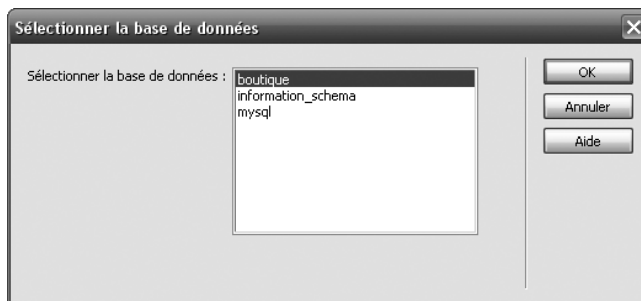 Sélectionner la base de données
Sélectionner la base de données :
boutique
information_schema
mysql
OK
Annuler
Aide